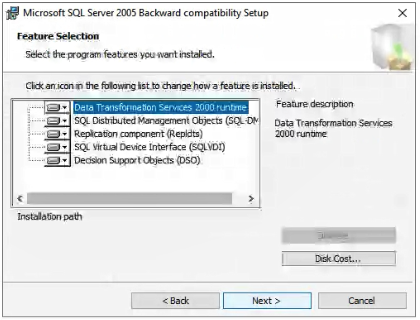 Microsoft SQL Server 2005 Backward compatibility Setup
Feature Selection
Select the program features you want installed.
Click an icon in the following list to change how a feature is installed.
Data Transformation Services 2000 runtime
SQL Distributed Management Objects (SQL-DM
Replication component (Repldts)
SQL Virtual Device Interface (SQLVDI)
Decision Support Objects (DSO)
Feature description
Data Transformation Services
2000 runtime
Installation path
Disk Cost...
< Back
Next >
Cancel